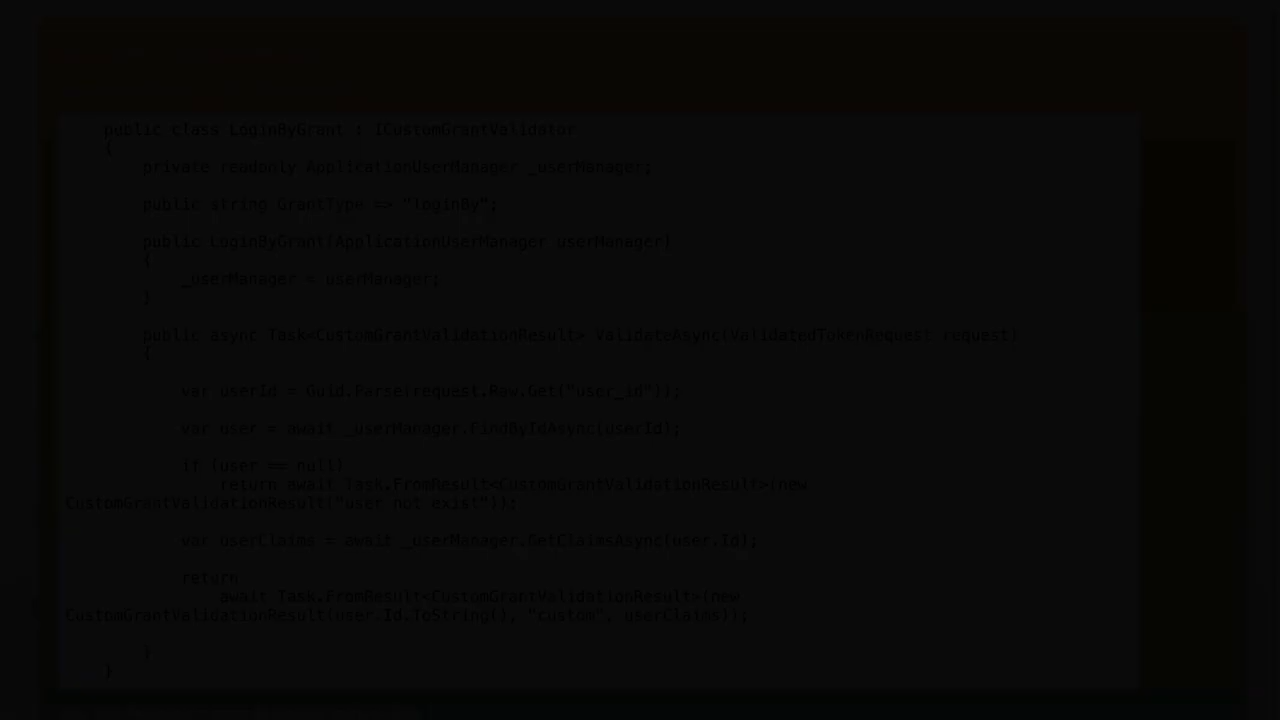 public class LoginByGrant : ICustomGrantValidator
{
private readonly ApplicationUserManager _userManager;
public string GrantType => "loginBy";
public LoginByGrant(ApplicationUserManager userManager)
{
_userManager = userManager;
}
public async Task<CustomGrantValidationResult> ValidateAsync(ValidatedTokenRequest request)
{
var userId = Guid.Parse(request.Raw.Get("user_id"));
var user = await _userManager.FindByIdAsync(userId);
if (user == null)
return await Task.FromResult<CustomGrantValidationResult>(new
CustomGrantValidationResult("user not exist"));
var userClaims = await _userManager.GetClaimsAsync(user.Id);
return
await Task.FromResult<CustomGrantValidationResult>(new
CustomGrantValidationResult(user.Id.ToString(), "custom", userClaims));
}
}